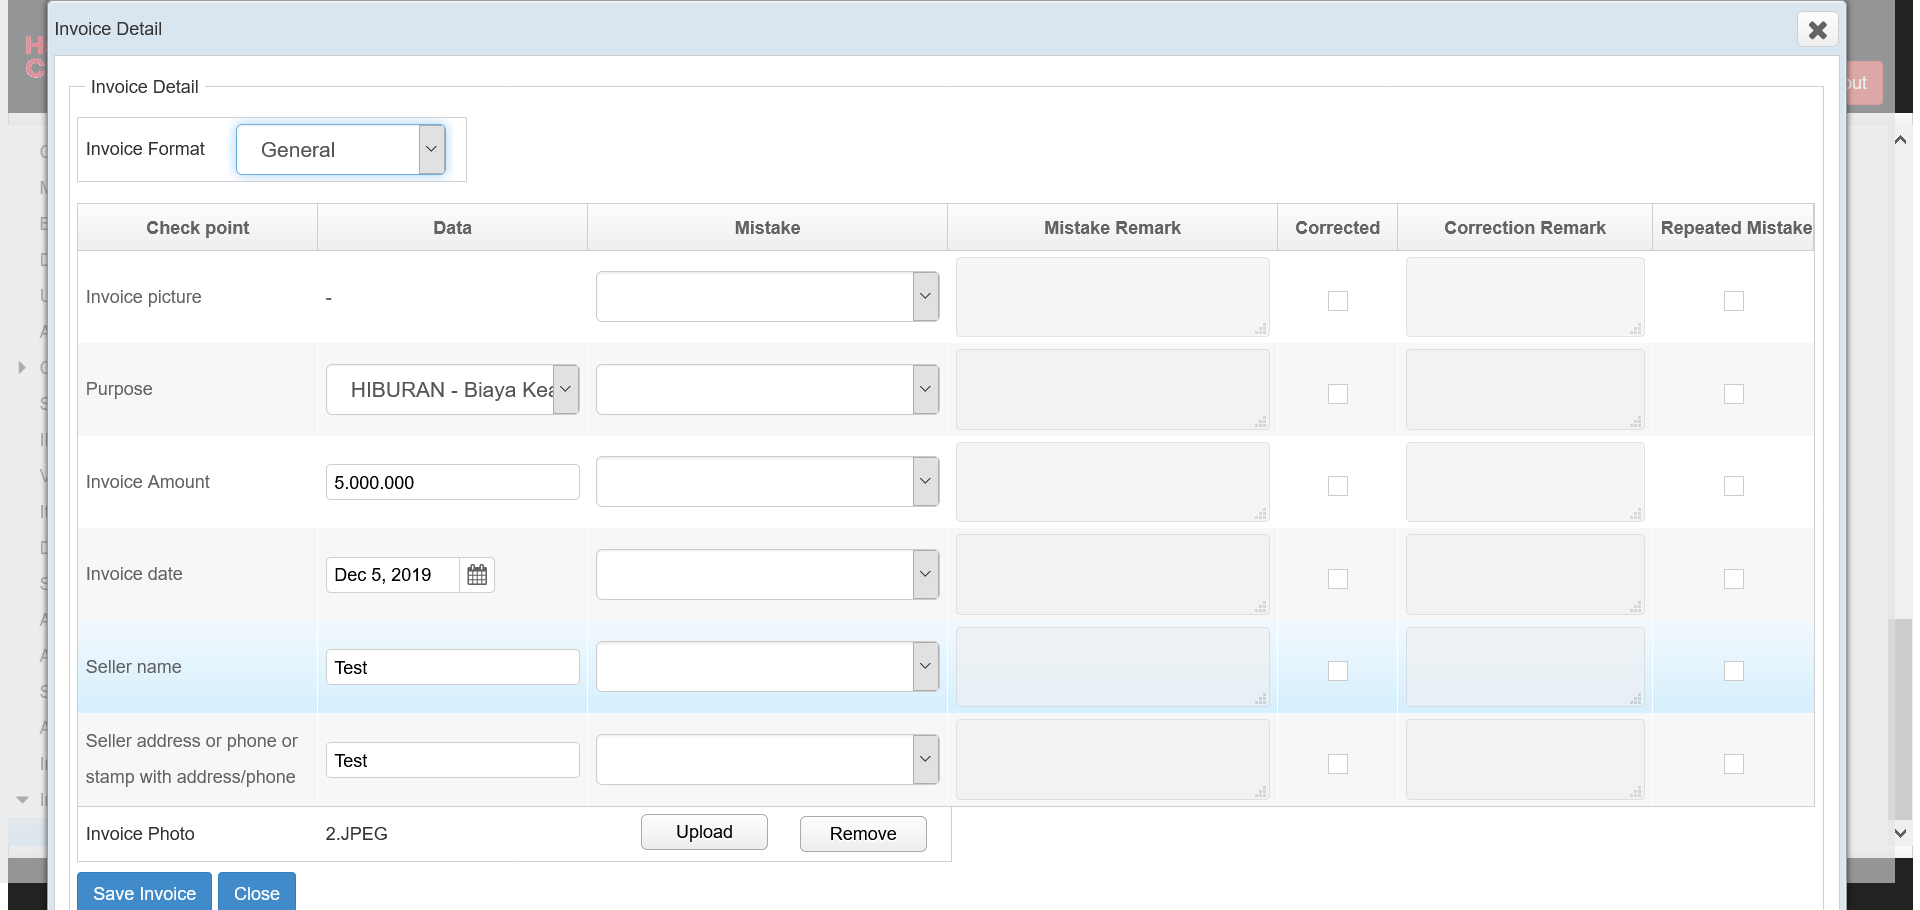 Invoice Detail
Invoice Detail
Invoice Format General
Check point Data Mistake Mistake Remark Corrected Correction Remark Repeated Mistake
Invoice picture -
Purpose HIBURAN - Biaya Kea
Invoice Amount 5.000.000
Invoice date Dec 5, 2019
Seller name Test
Seller address or phone or
stamp with address/phone Test
Invoice Photo 2.JPEG Upload Remove
Save Invoice Close